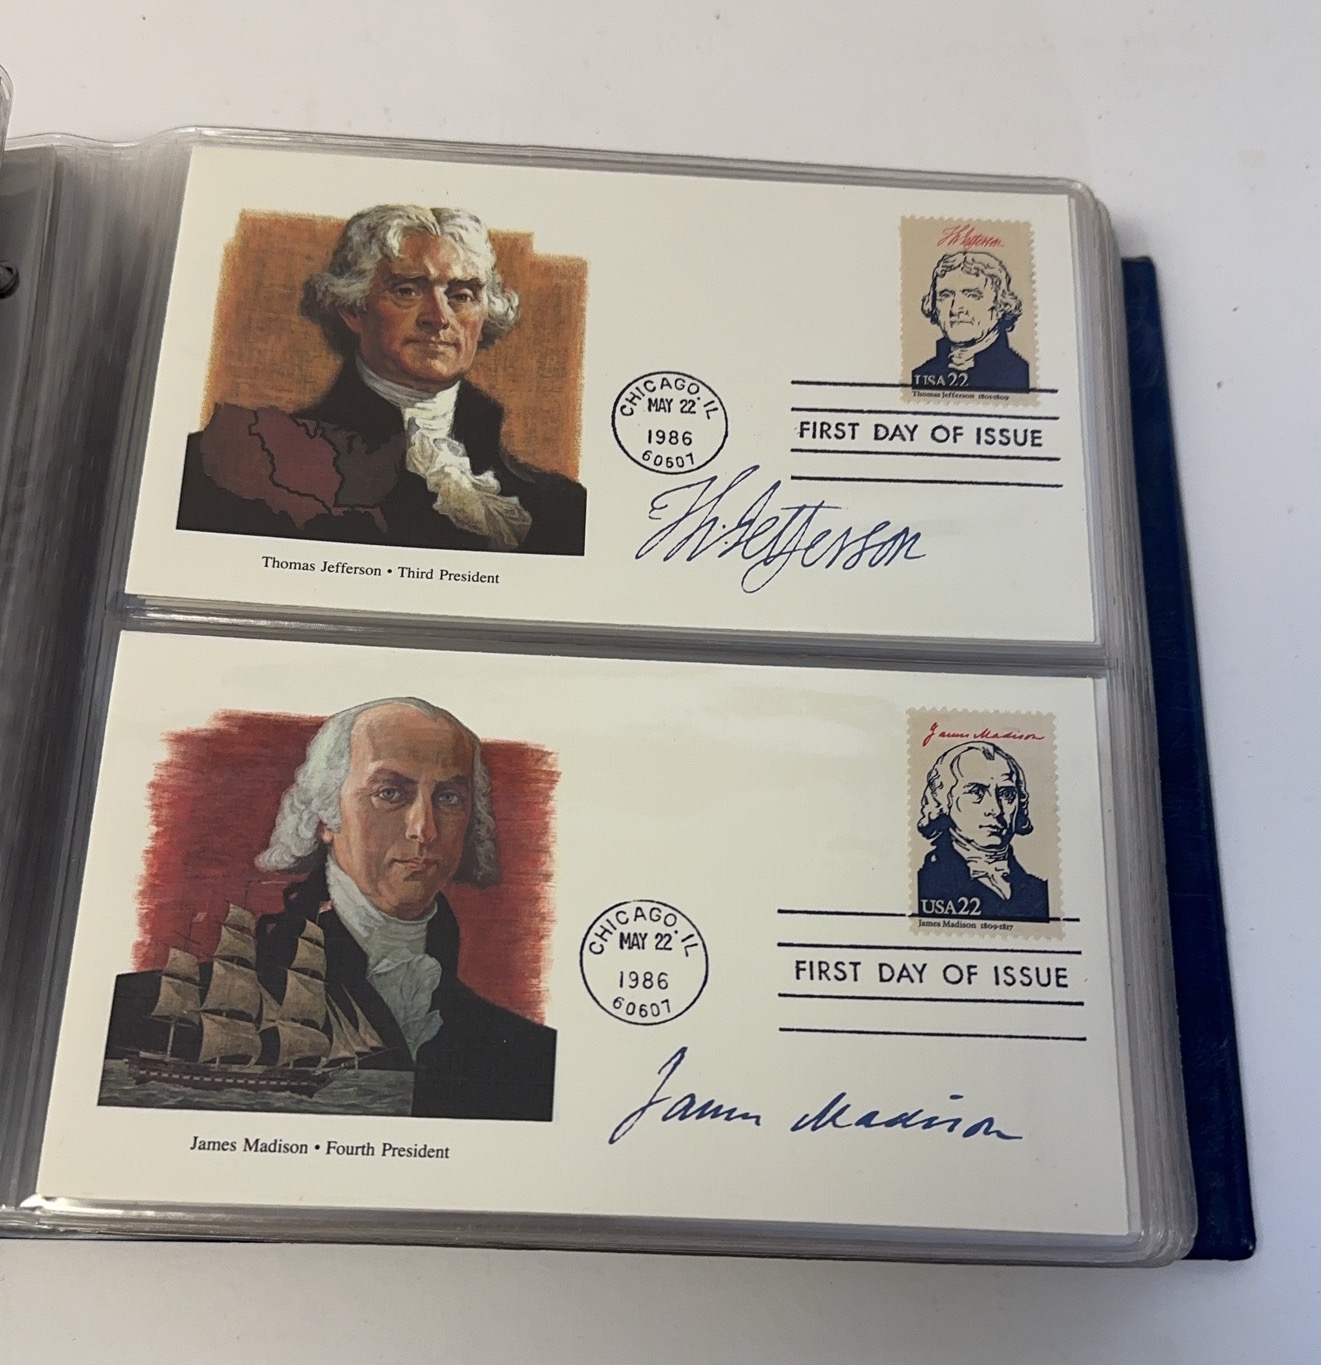 Th. Jefferson
USA 22
Thomas Jefferson 1801-1809
CHICAGO, IL
MAY 22
1986
60607
FIRST DAY OF ISSUE
Th. Jefferson
Thomas Jefferson • Third President
James Madison
USA 22
James Madison 1809-1817
CHICAGO, IL
MAY 22
1986
60607
FIRST DAY OF ISSUE
James Madison
James Madison • Fourth President